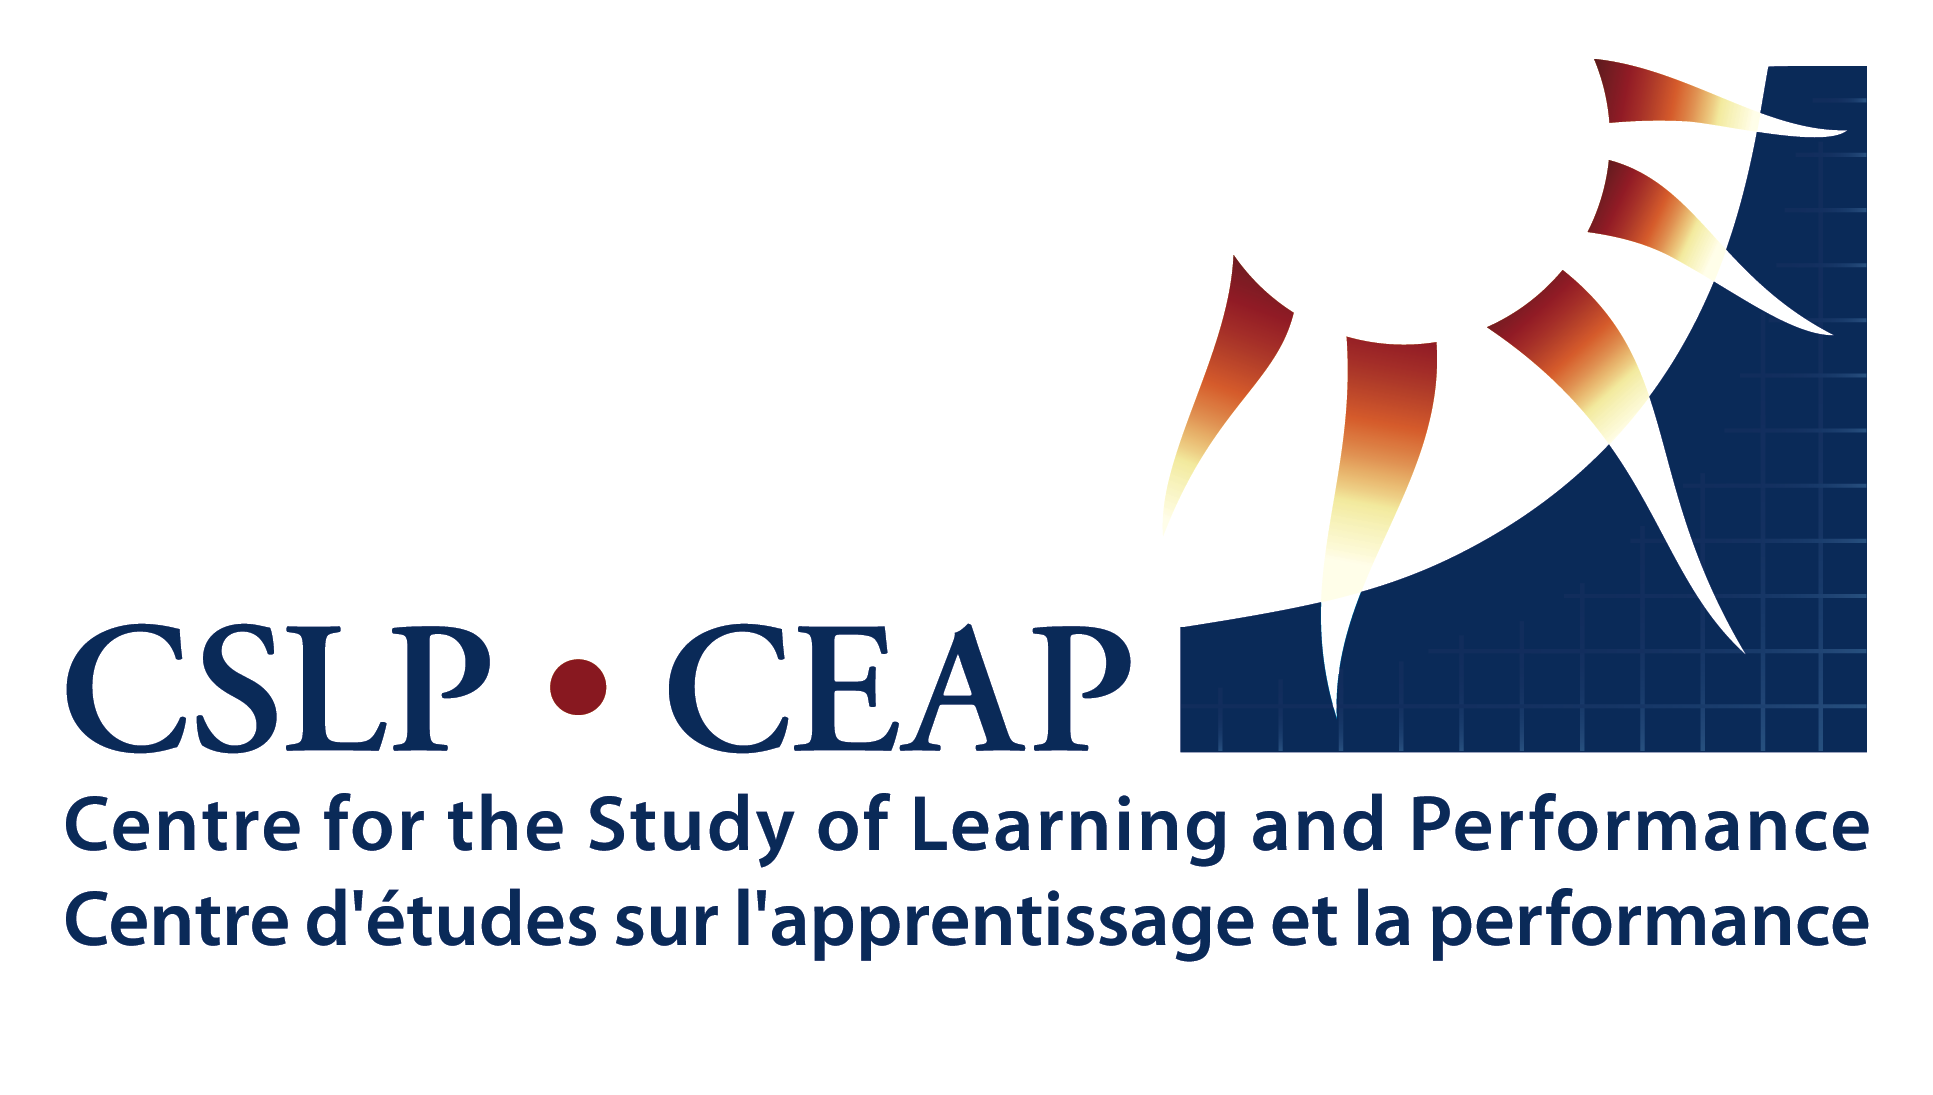 CSLP • CEAP
Centre for the Study of Learning and Performance
Centre d'études sur l'apprentissage et la performance